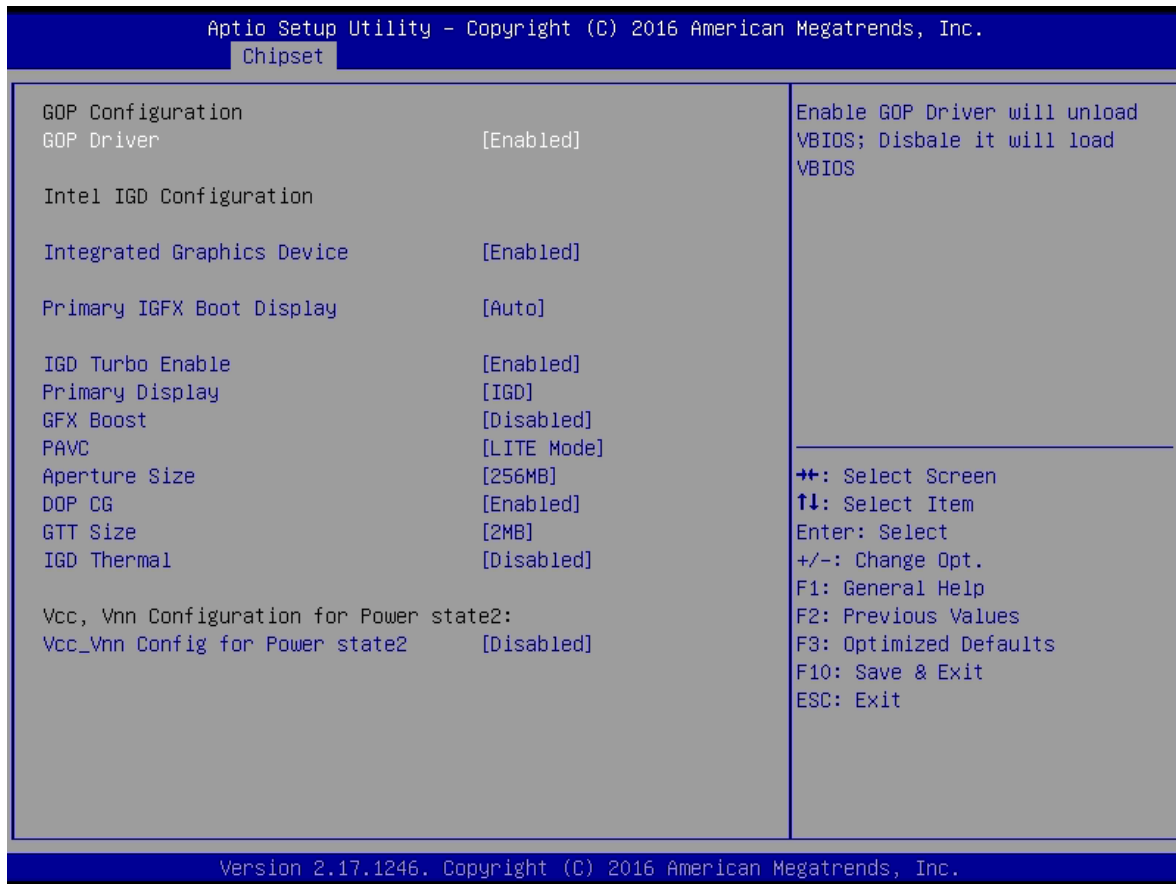 Aptio Setup Utility – Copyright (C) 2016 American Megatrends, Inc.
Chipset
GOP Configuration
GOP Driver [Enabled]
Intel IGD Configuration
Integrated Graphics Device [Enabled]
Primary IGFX Boot Display [Auto]
IGD Turbo Enable [Enabled]
Primary Display [IGD]
GFX Boost [Disabled]
PAVC [LITE Mode]
Aperture Size [256MB]
DOP CG [Enabled]
GTT Size [2MB]
IGD Thermal [Disabled]
Vcc, Vnn Configuration for Power state2:
Vcc_Vnn Config for Power state2 [Disabled]
Enable GOP Driver will unload
VBIOS; Disbale it will load
VBIOS
→←: Select Screen
↑↓: Select Item
Enter: Select
+/-: Change Opt.
F1: General Help
F2: Previous Values
F3: Optimized Defaults
F10: Save & Exit
ESC: Exit
Version 2.17.1246. Copyright (C) 2016 American Megatrends, Inc.